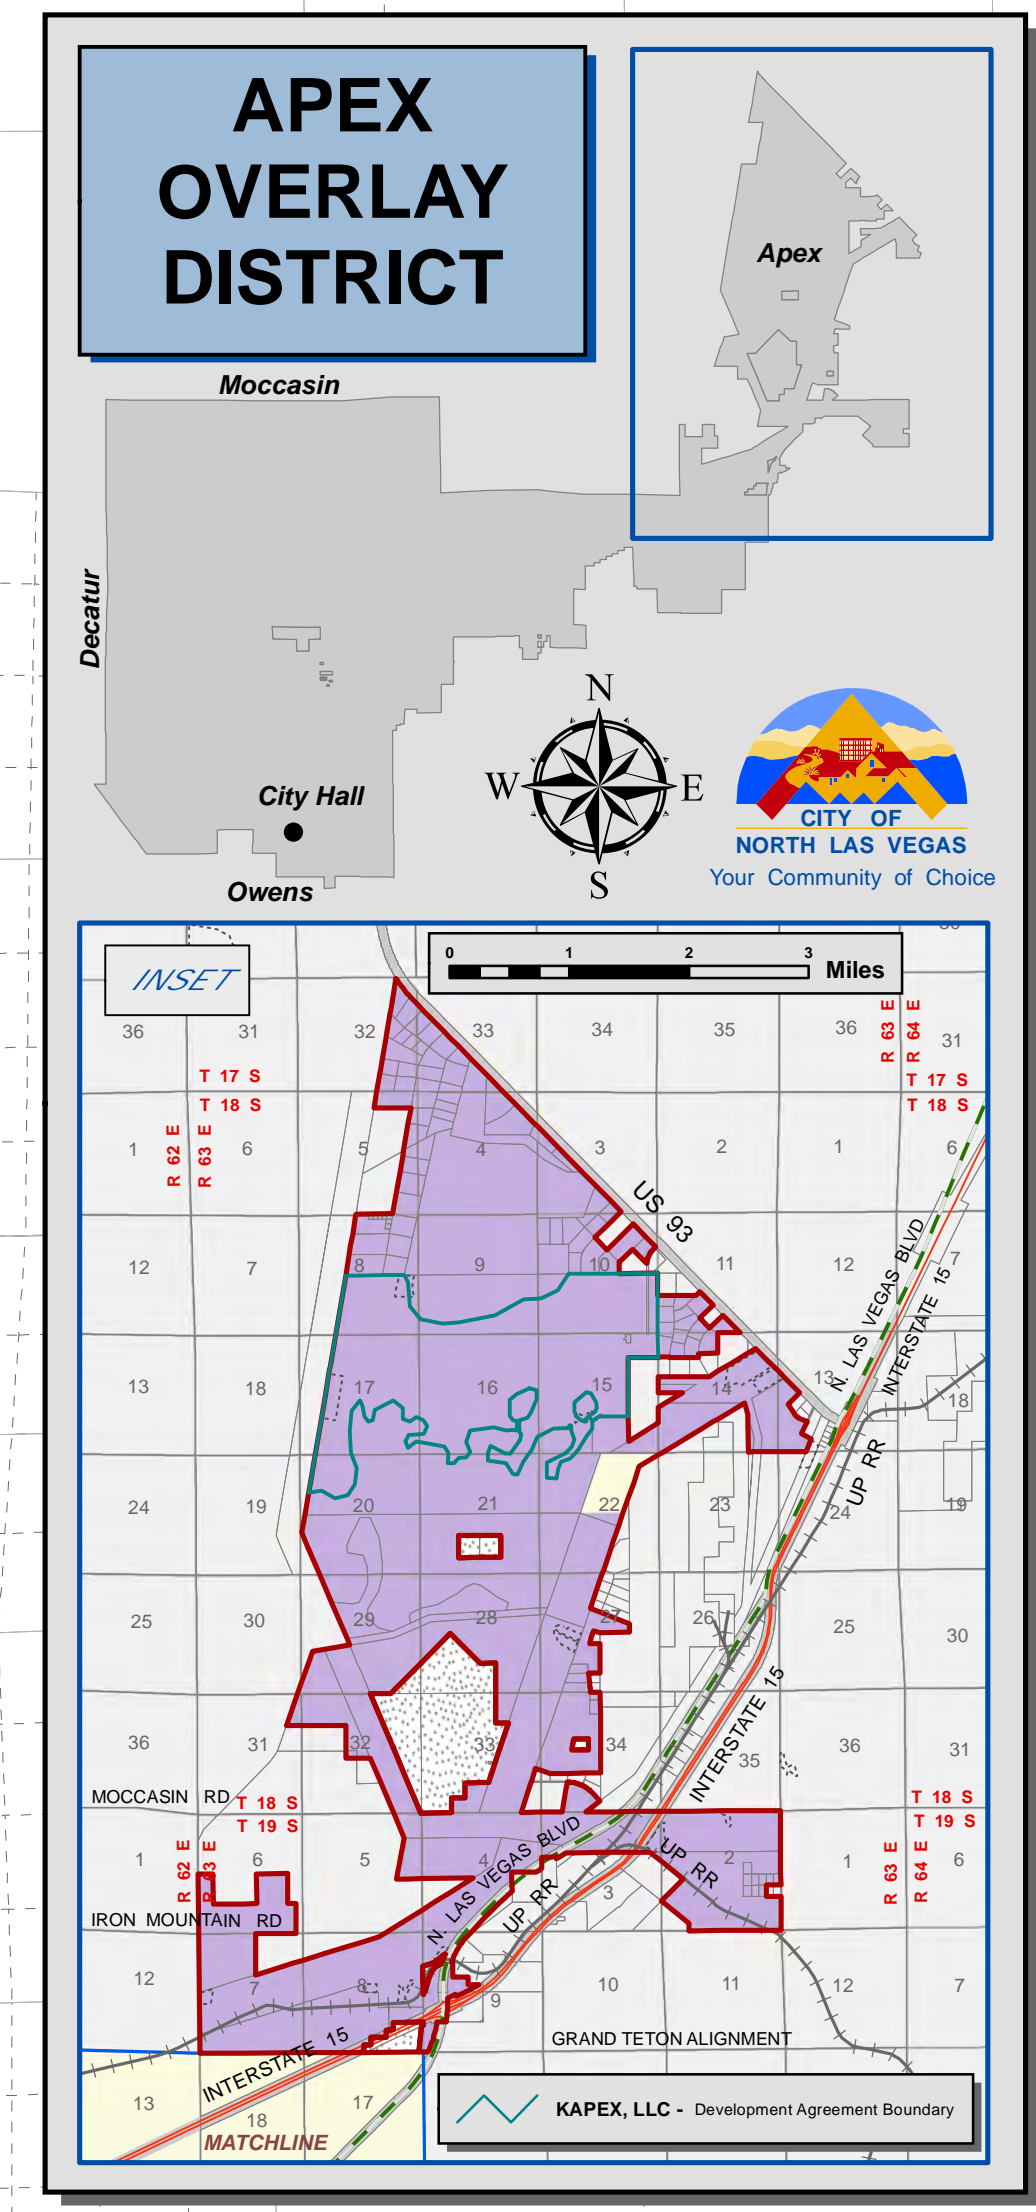 APEX
OVERLAY
DISTRICT
Apex
Moccasin
Decatur
City Hall
Owens
N
W E
S
CITY OF
NORTH LAS VEGAS
Your Community of Choice
INSET
0 1 2 3 Miles
36 31 32 33 34 35 36 31
R 63 E
R 64 E
T 17 S
T 18 S
T 17 S
T 18 S
R 62 E
R 63 E
1 6 5 4 3 2 1 6
US 93
N. LAS VEGAS BLVD
INTERSTATE 15
12 7 8 9 10 11 12 7
13 18 17 16 15 14 13 18
UP RR
24 19 20 21 22 23 24 19
25 30 29 28 27 26 25 30
INTERSTATE 15
36 31 32 33 34 35 36 31
MOCCASIN RD
T 18 S
T 19 S
T 18 S
T 19 S
R 62 E
R 63 E
R 63 E
R 64 E
1 6 5 4 3 2 1 6
N. LAS VEGAS BLVD
UP RR
UP RR
IRON MOUNTAIN RD
12 7 8 9 10 11 12 7
INTERSTATE 15
GRAND TETON ALIGNMENT
13 18 17
MATCHLINE
KAPEX, LLC - Development Agreement Boundary